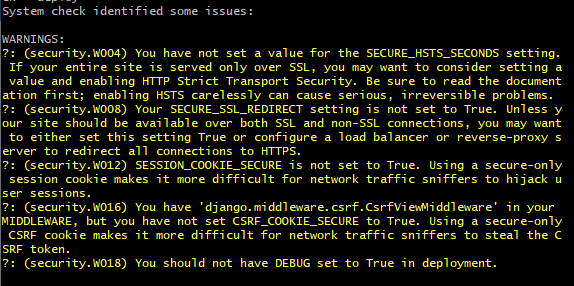 System check identified some issues:
WARNINGS:
?: (security.W004) You have not set a value for the SECURE_HSTS_SECONDS setting.
If your entire site is served only over SSL, you may want to consider setting a
value and enabling HTTP Strict Transport Security. Be sure to read the document
ation first; enabling HSTS carelessly can cause serious, irreversible problems.
?: (security.W008) Your SECURE_SSL_REDIRECT setting is not set to True. Unless y
our site should be available over both SSL and non-SSL connections, you may want
to either set this setting True or configure a load balancer or reverse-proxy s
erver to redirect all connections to HTTPS.
?: (security.W012) SESSION_COOKIE_SECURE is not set to True. Using a secure-only
session cookie makes it more difficult for network traffic sniffers to hijack u
ser sessions.
?: (security.W016) You have 'django.middleware.csrf.CsrfViewMiddleware' in your
MIDDLEWARE, but you have not set CSRF_COOKIE_SECURE to True. Using a secure-only
CSRF cookie makes it more difficult for network traffic sniffers to steal the C
SRF token.
?: (security.W018) You should not have DEBUG set to True in deployment.